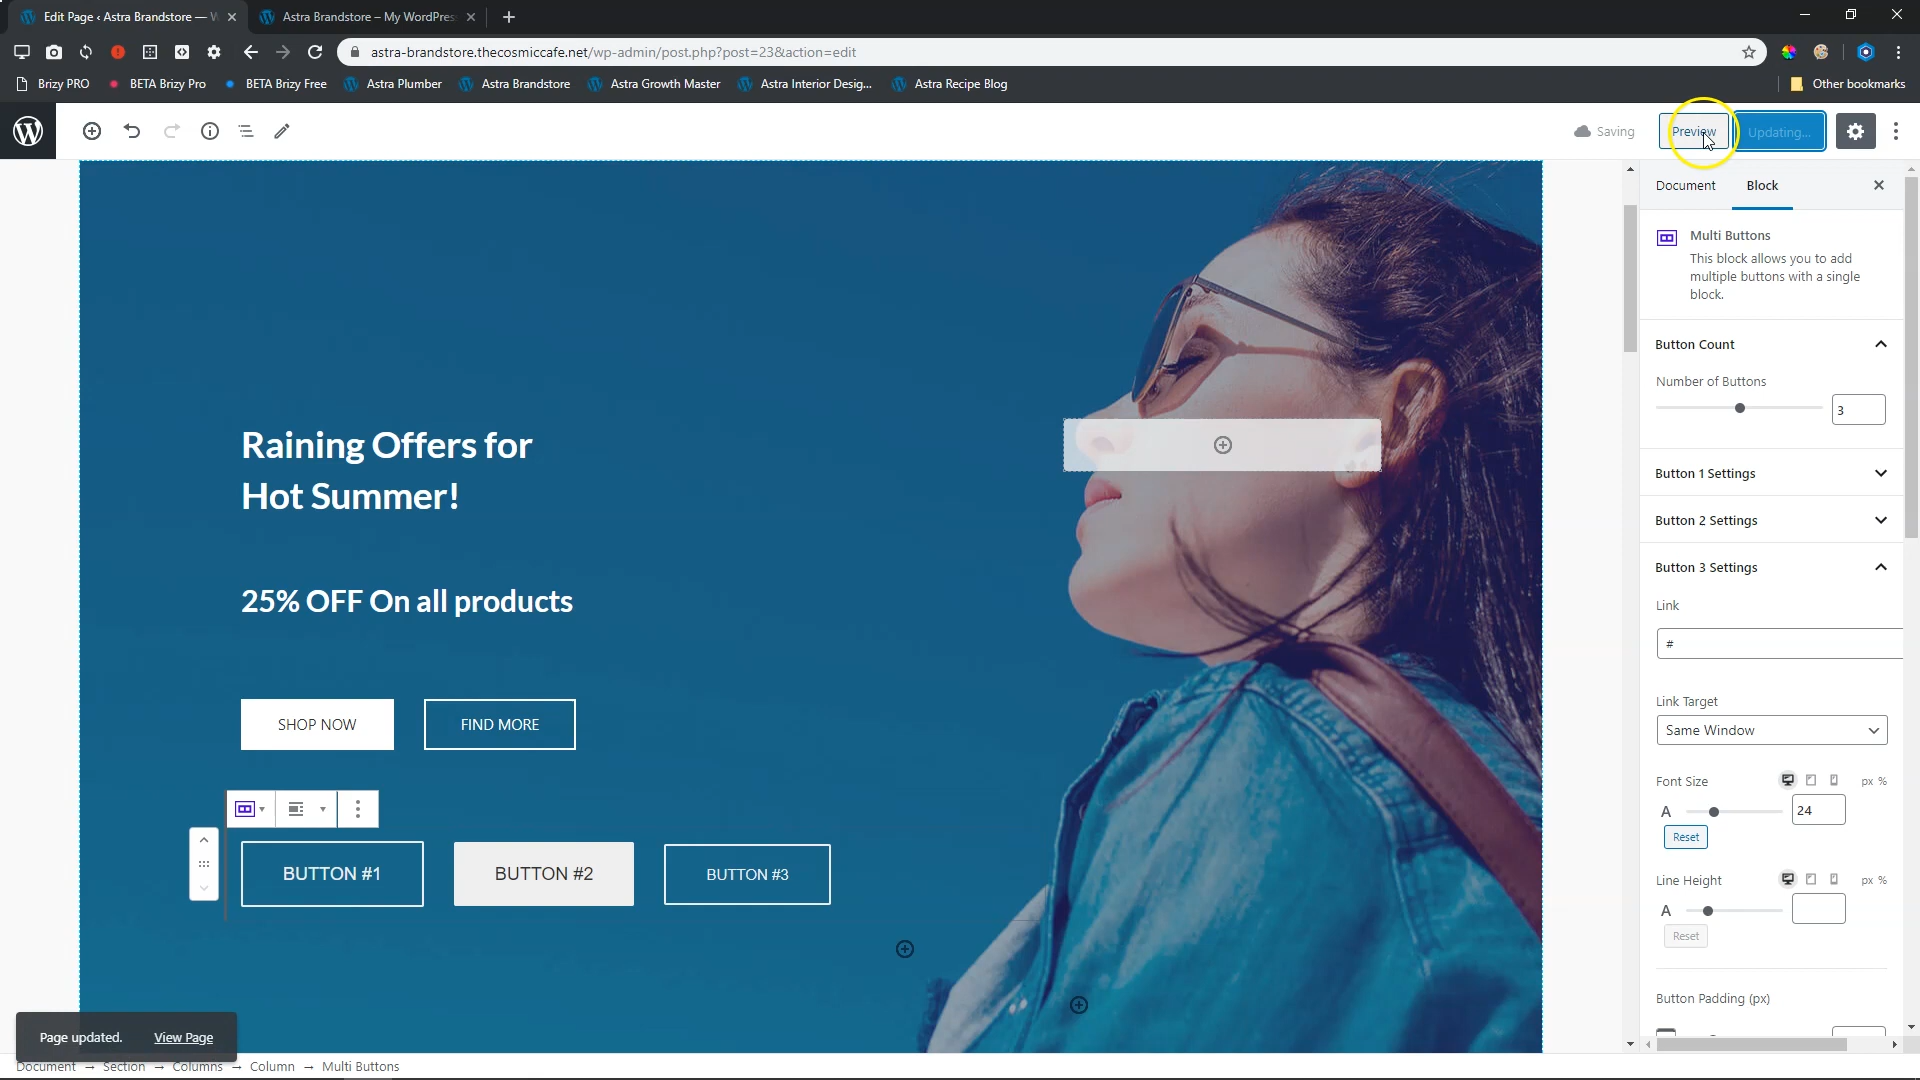 Edit Page ‹ Astra Brandstore — W
Astra Brandstore – My WordPress
astra-brandstore.thecosmiccafe.net/wp-admin/post.php?post=23&action=edit
Brizy PRO
BETA Brizy Pro
BETA Brizy Free
Astra Plumber
Astra Brandstore
Astra Growth Master
Astra Interior Desig...
Astra Recipe Blog
Other bookmarks
Saving
Preview
Updating...
Document
Block
Multi Buttons
This block allows you to add
multiple buttons with a single
block.
Button Count
Number of Buttons
3
Button 1 Settings
Button 2 Settings
Button 3 Settings
Link
#
Link Target
Same Window
Font Size
px %
A
24
Reset
Line Height
px %
A
Reset
Button Padding (px)
Raining Offers for
Hot Summer!
25% OFF On all products
SHOP NOW
FIND MORE
BUTTON #1
BUTTON #2
BUTTON #3
Page updated.
View Page
Document → Section → Columns → Column → Multi Buttons